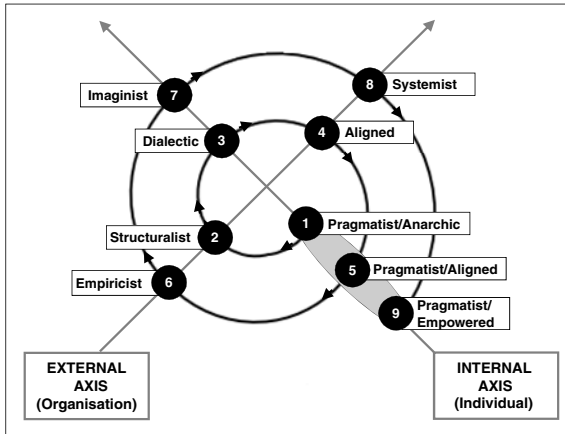 7
Imaginist
8
Systemist
3
Dialectic
4
Aligned
1
Pragmatist/Anarchic
2
Structuralist
5
Pragmatist/Aligned
6
Empiricist
9
Pragmatist/
Empowered
EXTERNAL
AXIS
(Organisation)
INTERNAL
AXIS
(Individual)